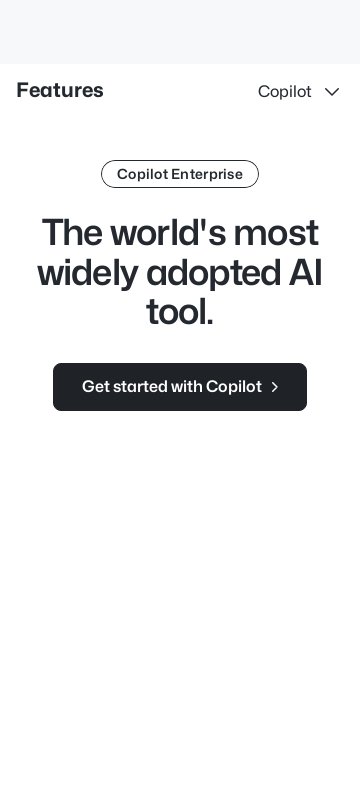 Features
Copilot
Copilot Enterprise
The world's most
widely adopted AI
tool.
Get started with Copilot